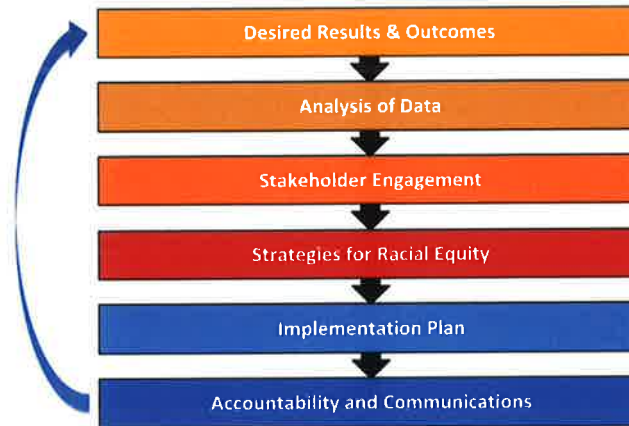 Desired Results & Outcomes
Analysis of Data
Stakeholder Engagement
Strategies for Racial Equity
Implementation Plan
Accountability and Communications